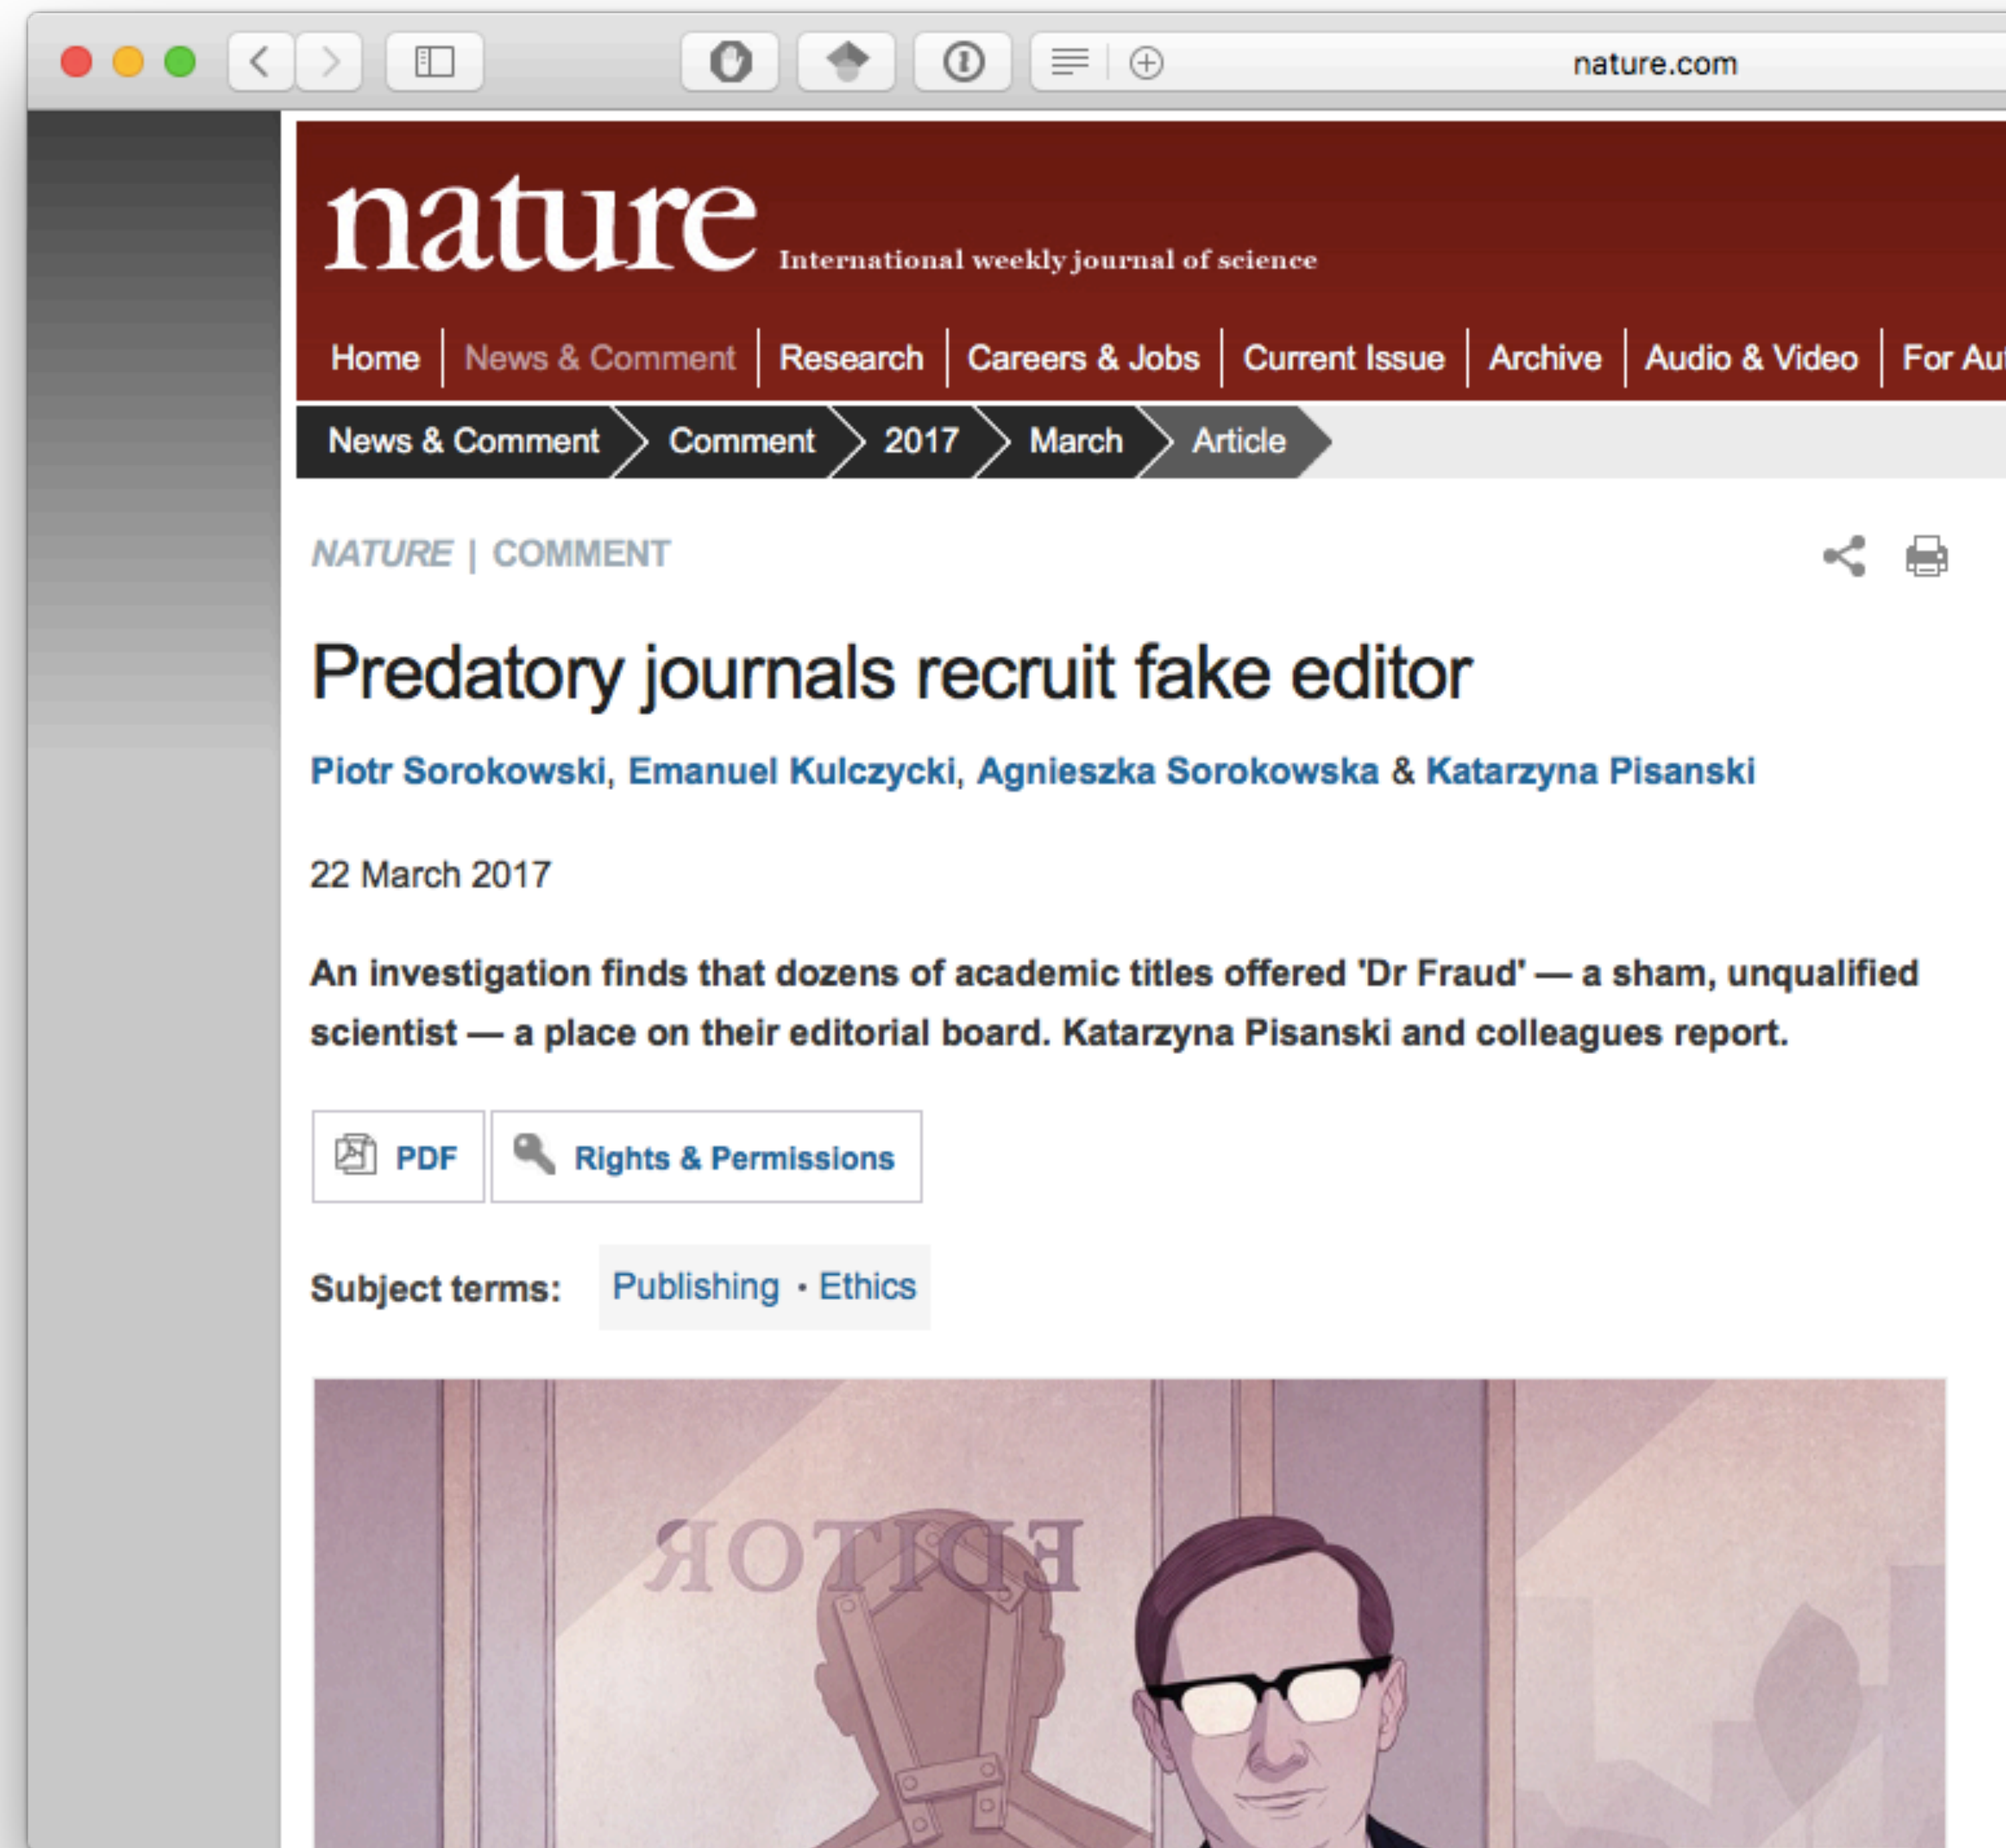 nature.com
nature International weekly journal of science
Home News & Comment Research Careers & Jobs Current Issue Archive Audio & Video For
News & Comment Comment 2017 March Article
NATURE | COMMENT
Predatory journals recruit fake editor
Piotr Sorokowski, Emanuel Kulczycki, Agnieszka Sorokowska & Katarzyna Pisanski
22 March 2017
An investigation finds that dozens of academic titles offered 'Dr Fraud' — a sham, unqualified
scientist — a place on their editorial board. Katarzyna Pisanski and colleagues report.
PDF Rights & Permissions
Subject terms: Publishing • Ethics
EDITOR